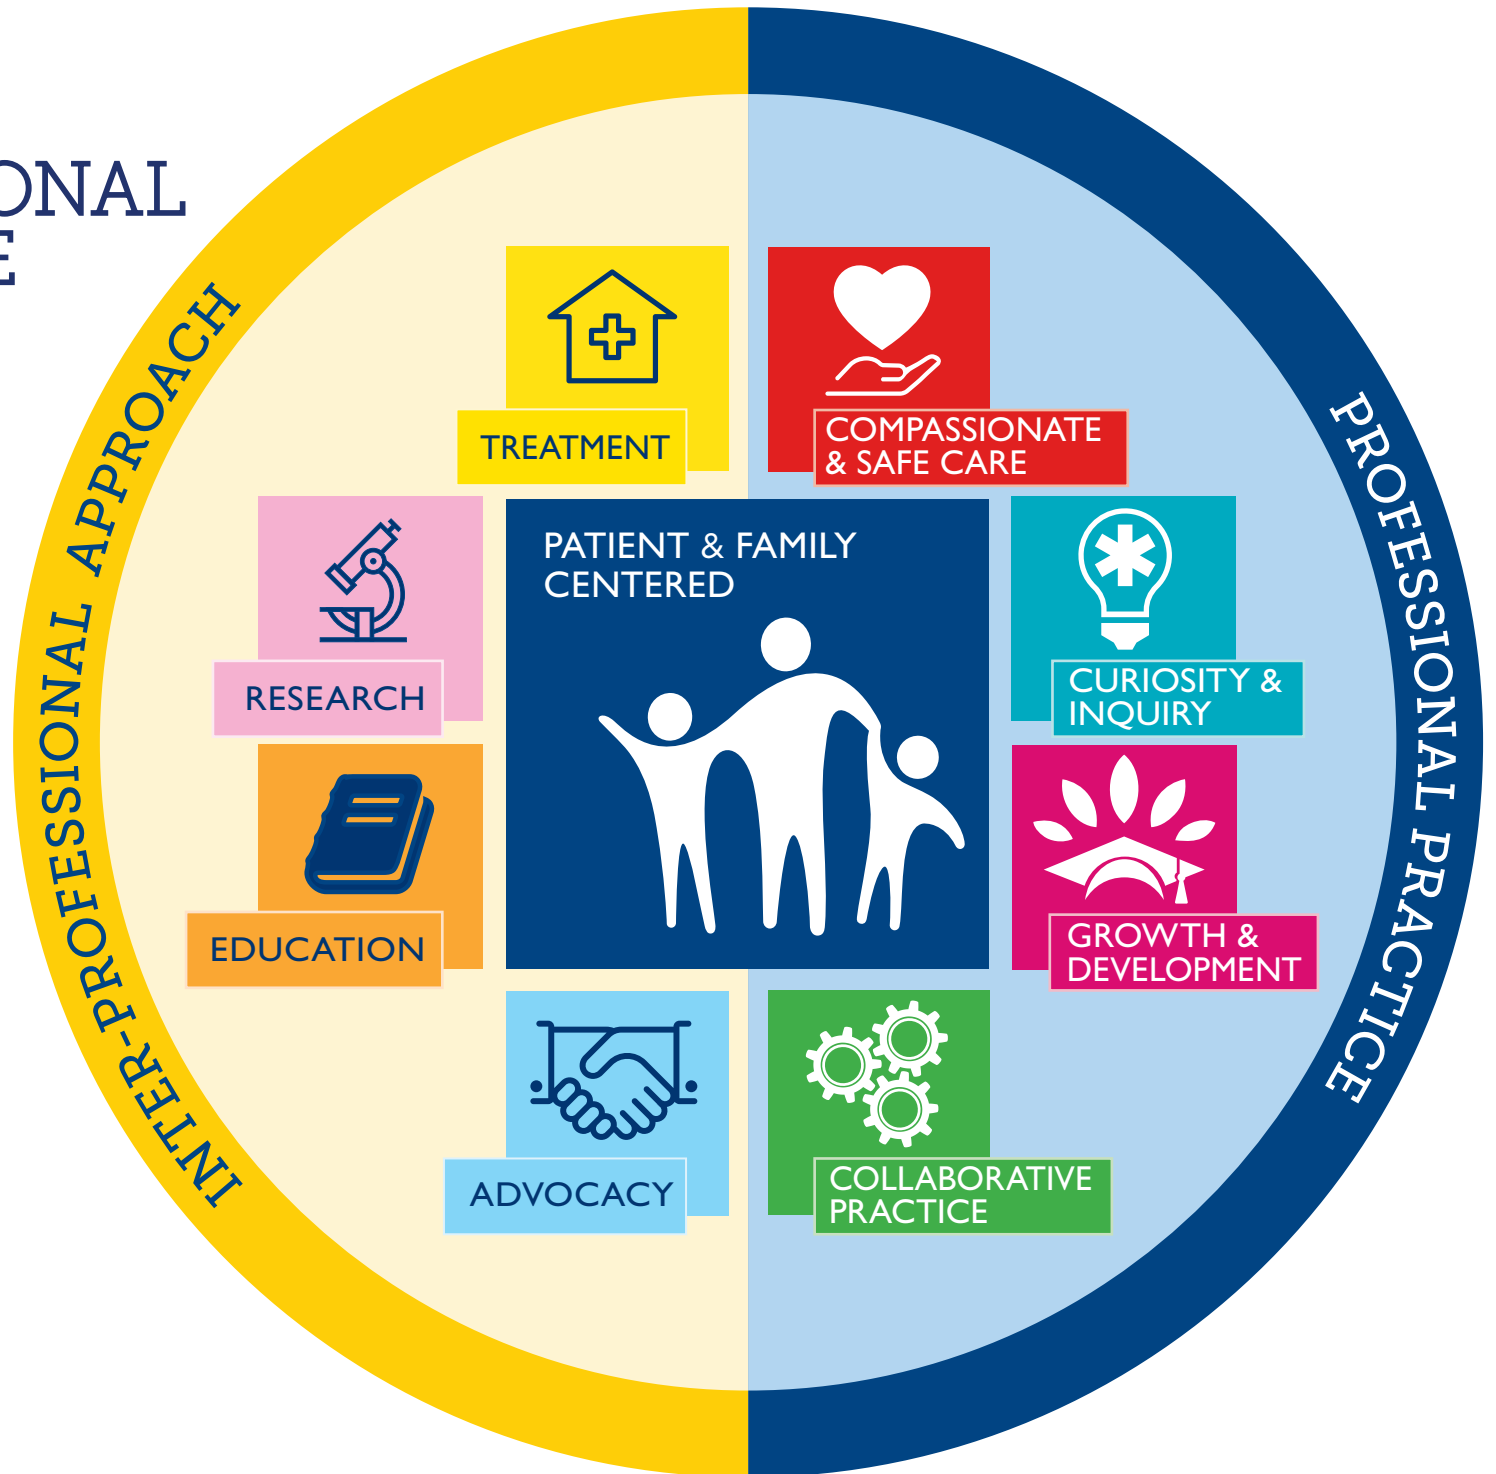 ONAL
E
INTER-PROFESSIONAL APPROACH
PROFESSIONAL PRACTICE
TREATMENT
COMPASSIONATE
& SAFE CARE
RESEARCH
PATIENT & FAMILY
CENTERED
CURIOSITY &
INQUIRY
EDUCATION
GROWTH &
DEVELOPMENT
ADVOCACY
COLLABORATIVE
PRACTICE